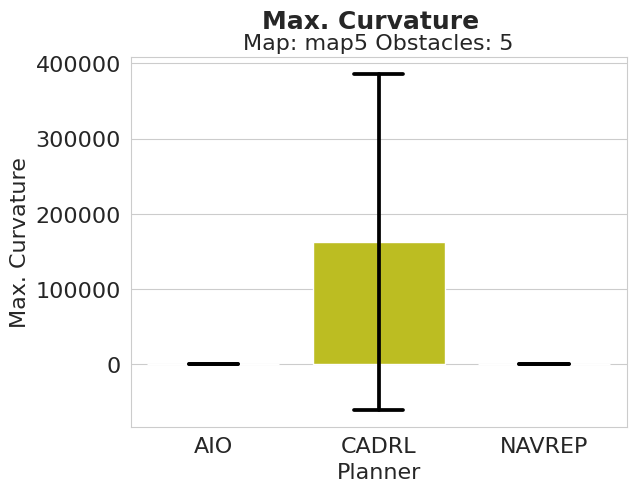 Max. Curvature
Map: map5 Obstacles: 5
Max. Curvature
400000
300000
200000
100000
0
AIO
CADRL
NAVREP
Planner